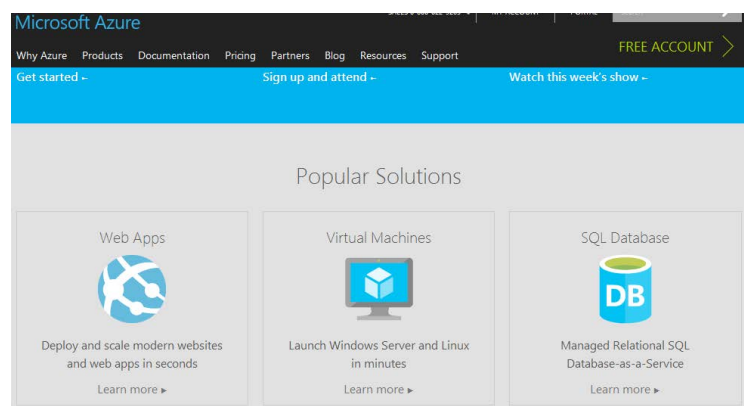 Microsoft Azure
MY ACCOUNT
PORTAL
FREE ACCOUNT
Why Azure Products Documentation Pricing Partners Blog Resources Support
Get started
Sign up and attend
Watch this week's show
Popular Solutions
Web Apps
Deploy and scale modern websites
and web apps in seconds
Learn more ▸
Virtual Machines
Launch Windows Server and Linux
in minutes
Learn more ▸
SQL Database
DB
Managed Relational SQL
Database-as-a-Service
Learn more ▸